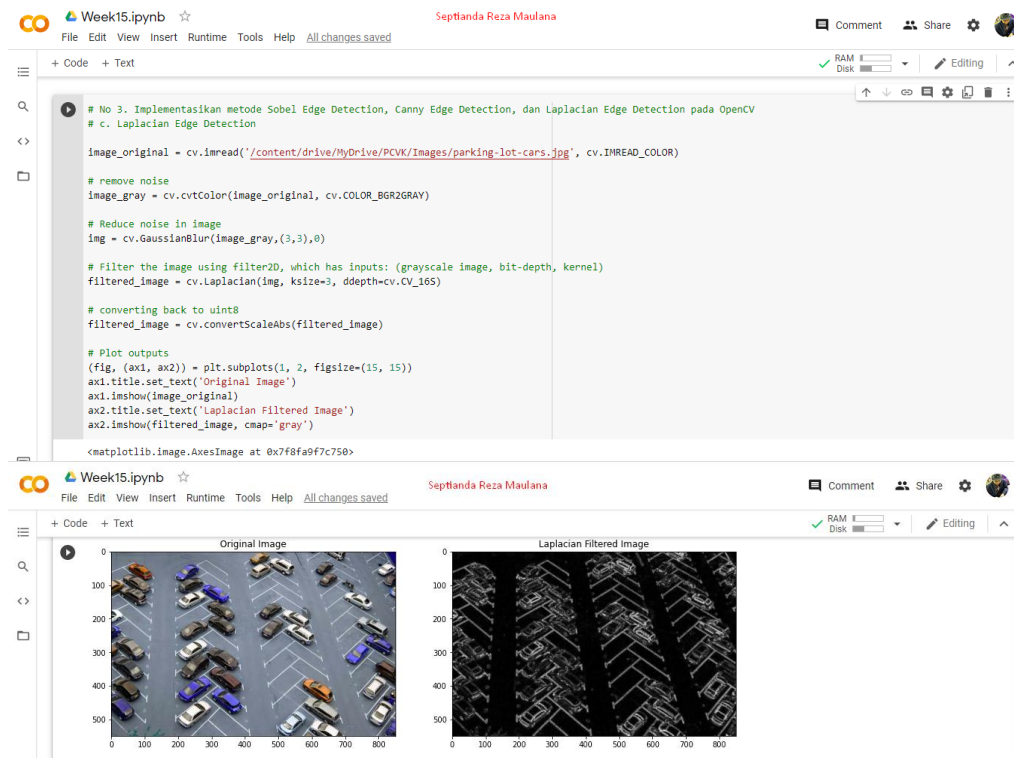 Week15.ipynb
Septianda Reza Maulana
Comment Share
File Edit View Insert Runtime Tools Help All changes saved
+ Code + Text
RAM
Disk
Editing
# No 3. Implementasikan metode Sobel Edge Detection, Canny Edge Detection, dan Laplacian Edge Detection pada OpenCV
# c. Laplacian Edge Detection
image_original = cv.imread('/content/drive/MyDrive/PCVK/Images/parking-lot-cars.jpg', cv.IMREAD_COLOR)
# remove noise
image_gray = cv.cvtColor(image_original, cv.COLOR_BGR2GRAY)
# Reduce noise in image
img = cv.GaussianBlur(image_gray,(3,3),0)
# Filter the image using filter2D, which has inputs: (grayscale image, bit-depth, kernel)
filtered_image = cv.Laplacian(img, ksize=3, ddepth=cv.CV_16S)
# converting back to uint8
filtered_image = cv.convertScaleAbs(filtered_image)
# Plot outputs
(fig, (ax1, ax2)) = plt.subplots(1, 2, figsize=(15, 15))
ax1.title.set_text('Original Image')
ax1.imshow(image_original)
ax2.title.set_text('Laplacian Filtered Image')
ax2.imshow(filtered_image, cmap='gray')
<matplotlib.image.AxesImage at 0x7f8fa9f7c750>
Week15.ipynb
Septianda Reza Maulana
Comment Share
File Edit View Insert Runtime Tools Help All changes saved
+ Code + Text
RAM
Disk
Editing
Original Image
0
100
200
300
400
500
0 100 200 300 400 500 600 700 800
Laplacian Filtered Image
0
100
200
300
400
500
0 100 200 300 400 500 600 700 800